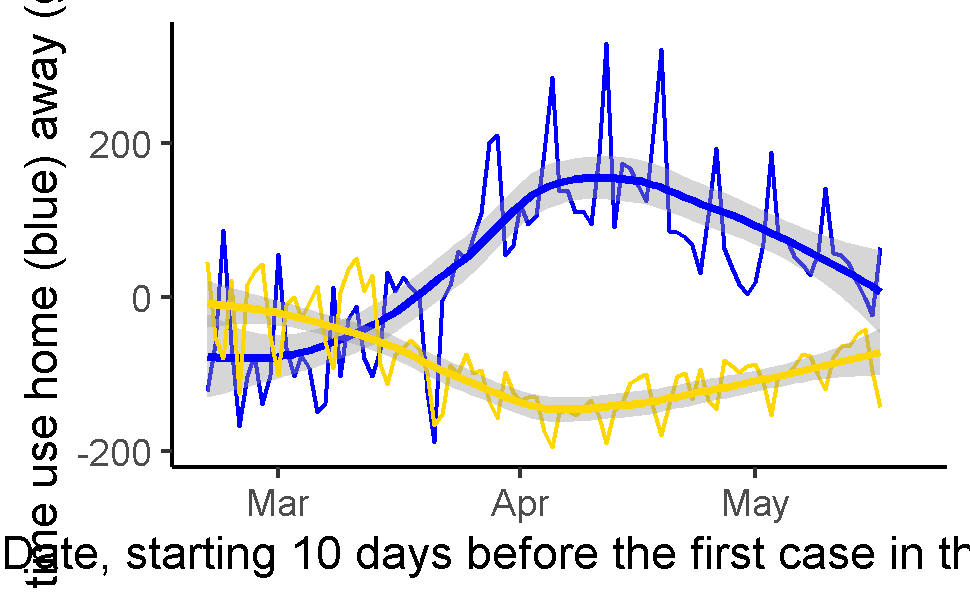 time use home (blue) away (
200
0
-200
Mar Apr May
Date, starting 10 days before the first case in th